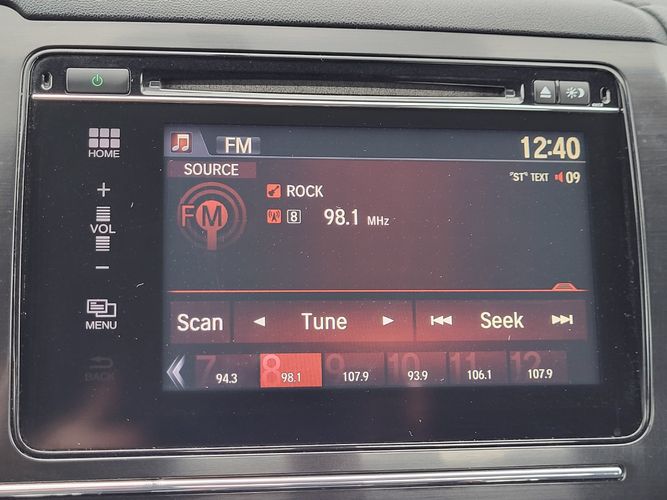 FM 12:40
HOME
SOURCE
"ST" TEXT 09
ROCK
FM
8 98.1 MHz
+
VOL
−
MENU
Scan Tune Seek
BACK
7 8 9 10 11 12
94.3 98.1 107.9 93.9 106.1 107.9